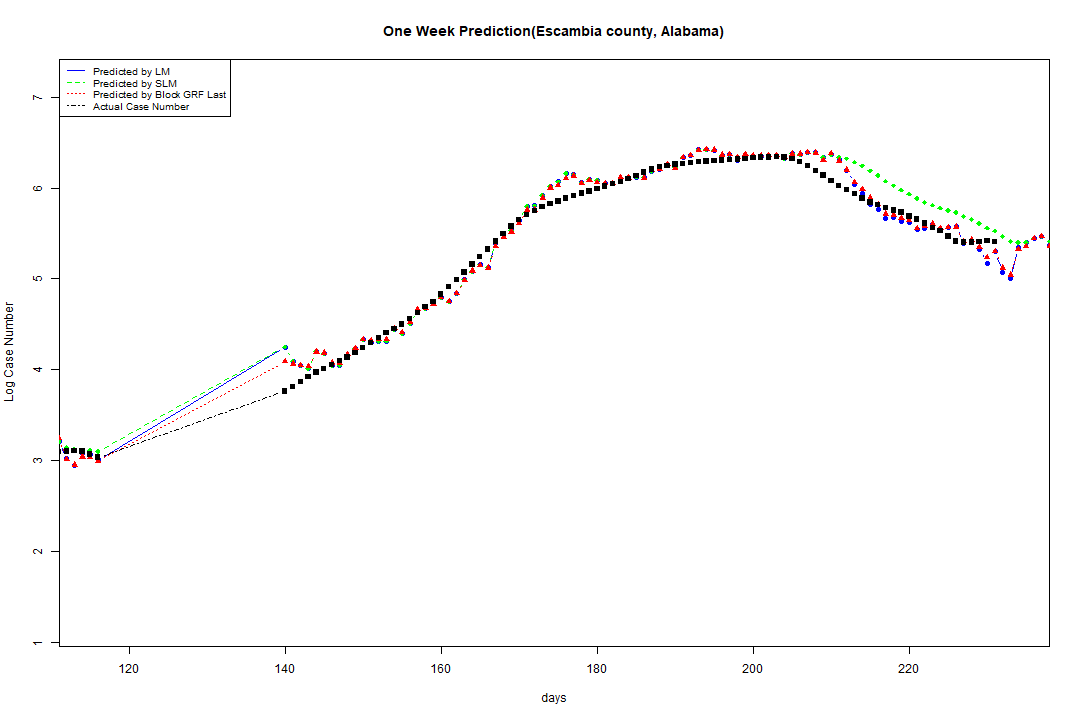 One Week Prediction(Escambia county, Alabama)
Predicted by LM
Predicted by SLM
Predicted by Block GRF Last
Actual Case Number
7
6
5
4
3
2
1
Log Case Number
120 140 160 180 200 220
days